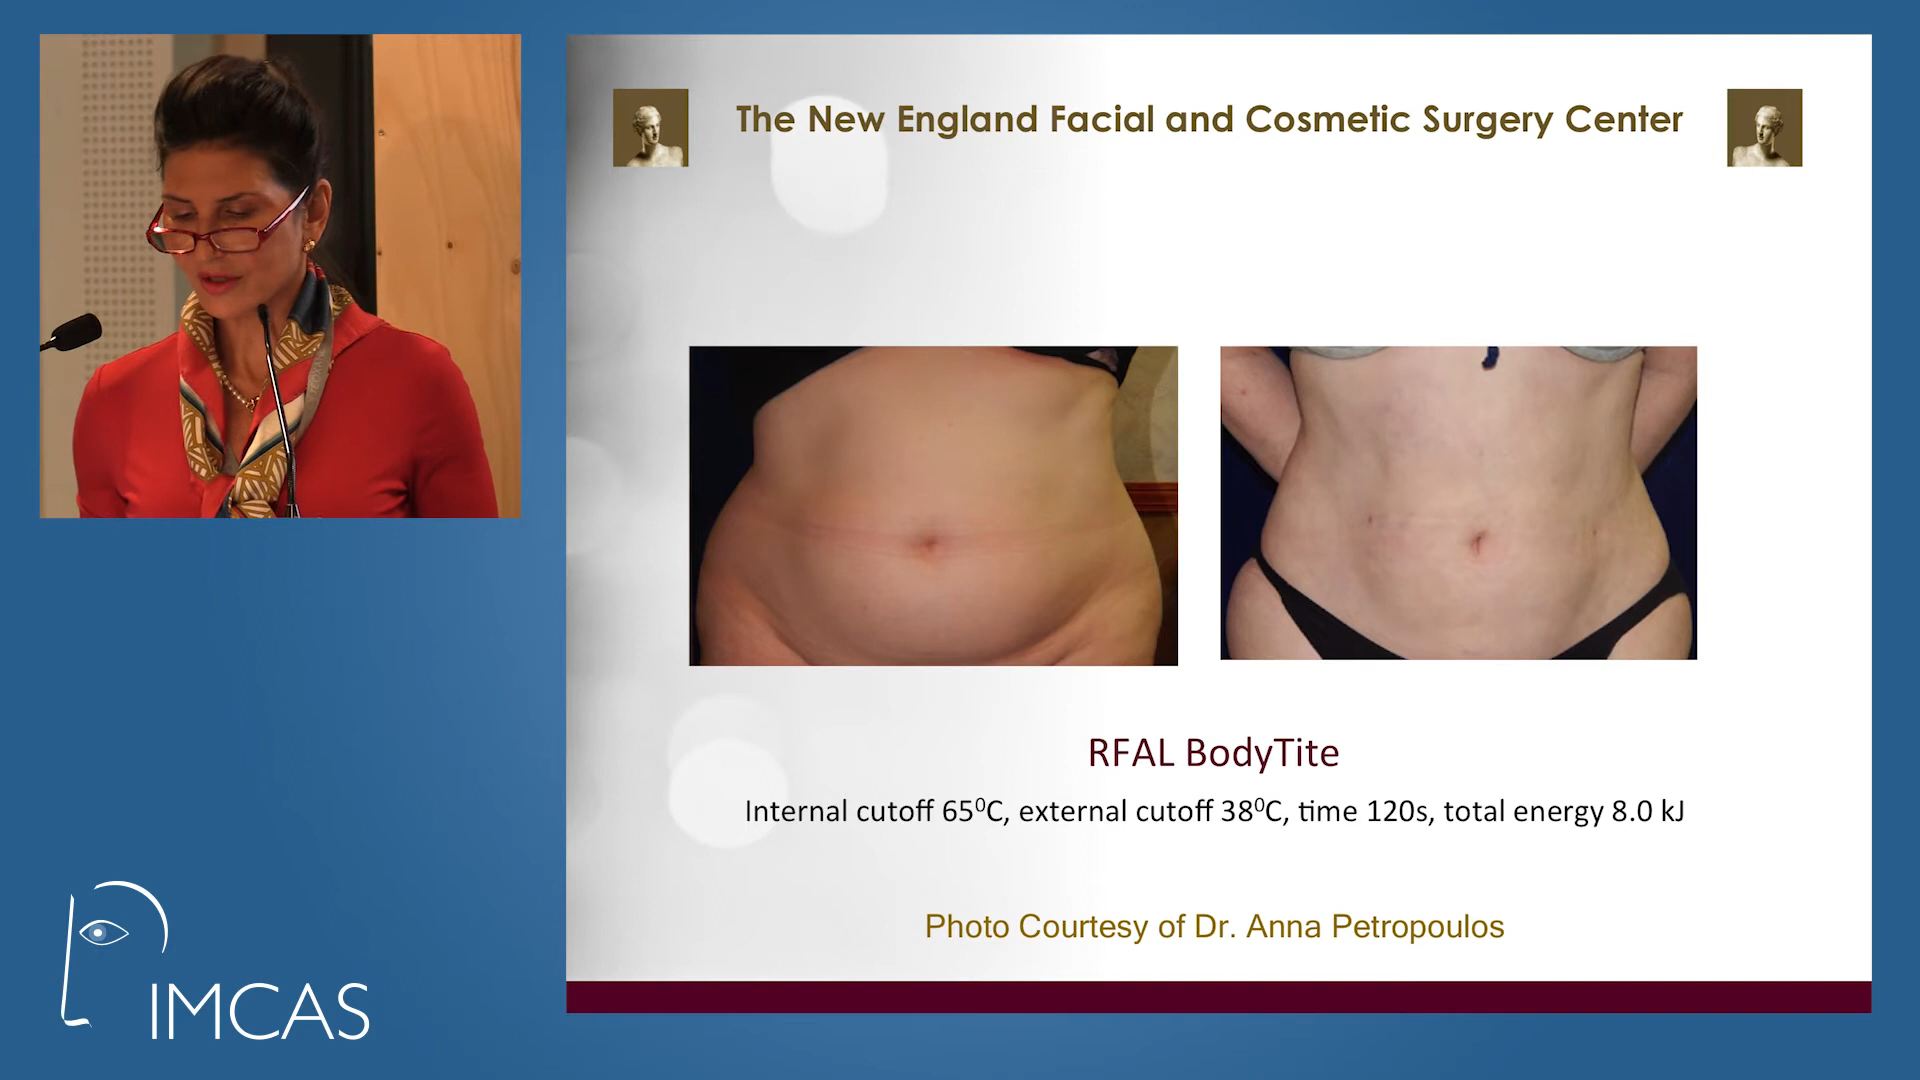 The New England Facial and Cosmetic Surgery Center
RFAL BodyTite
Internal cutoff 65⁰C, external cutoff 38⁰C, time 120s, total energy 8.0 kJ
Photo Courtesy of Dr. Anna Petropoulos
IMCAS